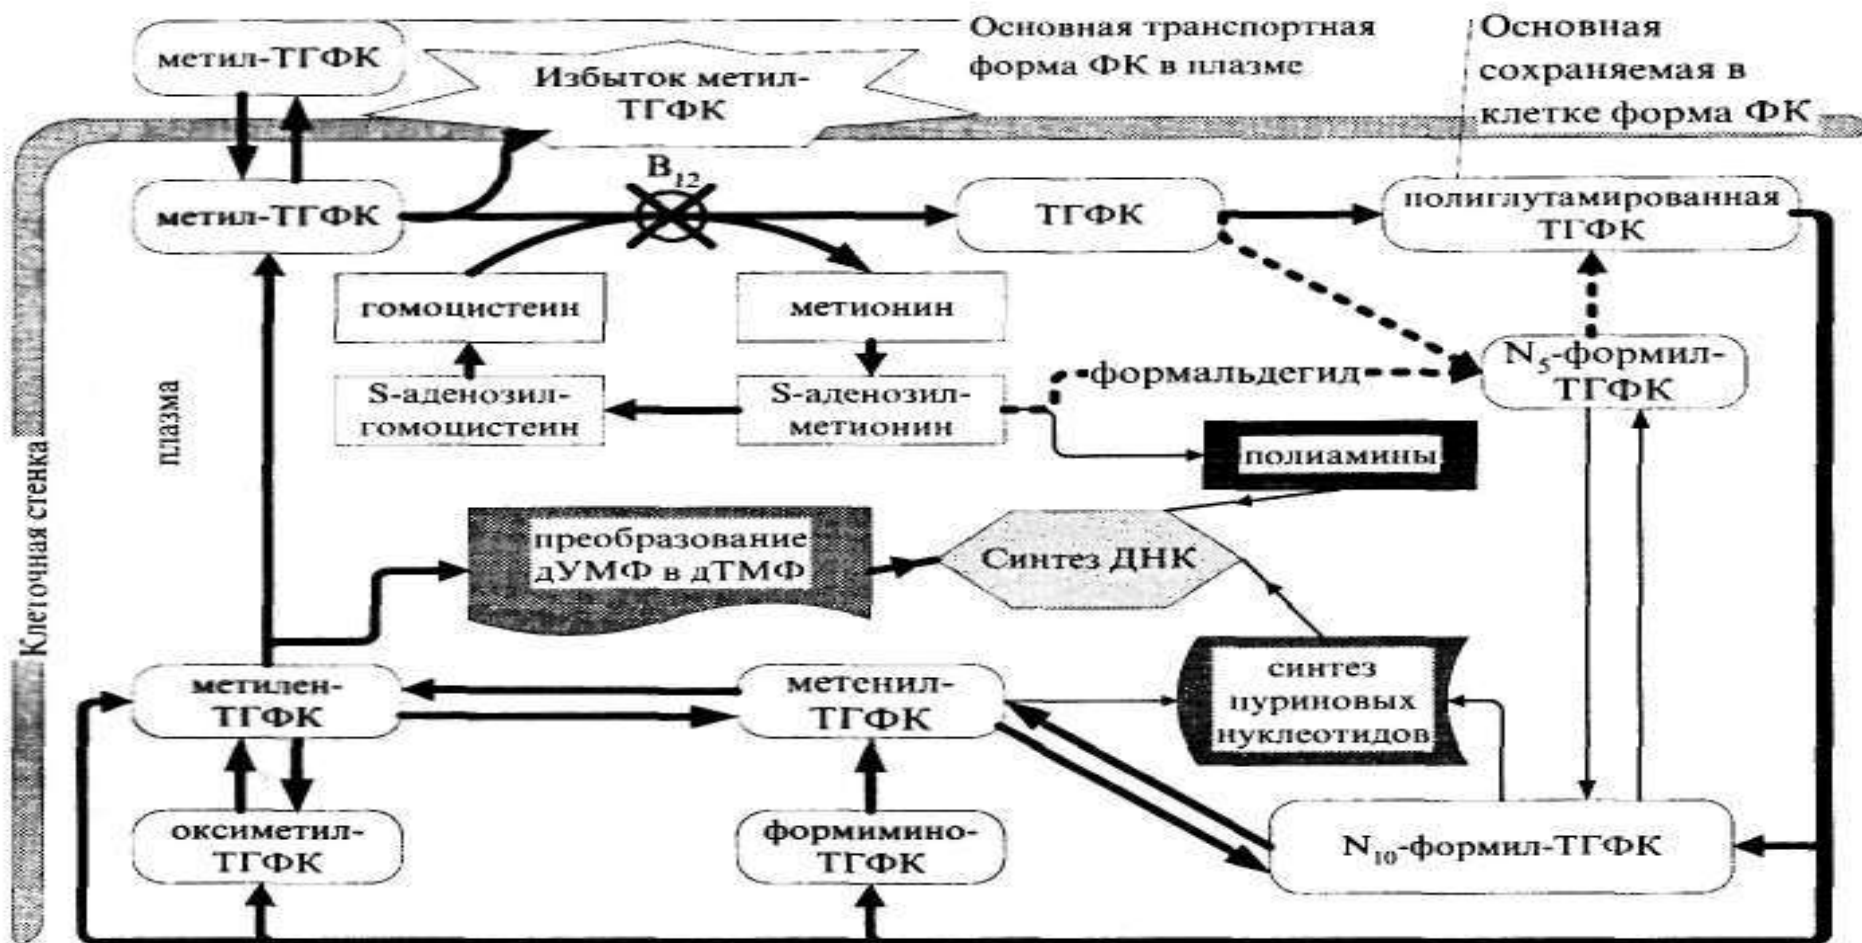 метил-ТГФК
Избыток метил-
ТГФК
Основная транспортная
форма ФК в плазме
Основная
сохраняемая в
клетке форма ФК
B12
метил-ТГФК
ТГФК
полиглутамированная
ТГФК
гомоцистеин
метионин
N5-формил-
ТГФК
формальдегид
S-аденозил-
гомоцистеин
S-аденозил-
метионин
полиамины
плазма
Клеточная стенка
преобразование
дУМФ в дТМФ
Синтез ДНК
метилен-
ТГФК
метенил-
ТГФК
синтез
пуриновых
нуклеотидов
оксиметил-
ТГФК
формимино-
ТГФК
N10-формил-ТГФК